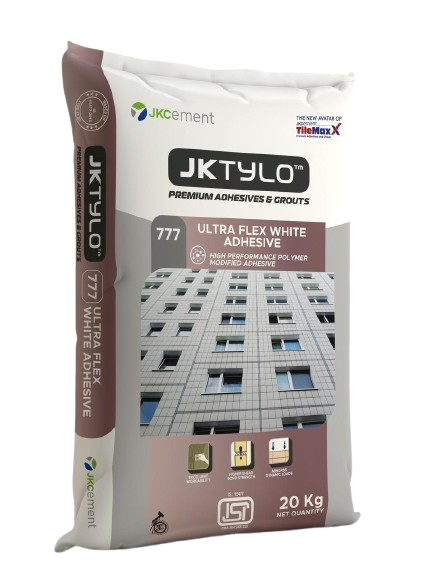 JKCement
THE NEW AVATAR OF
JKCement
TileMaxX
JKTYLO™
PREMIUM ADHESIVES & GROUTS
777
ULTRA FLEX WHITE
ADHESIVE
HIGH PERFORMANCE POLYMER
MODIFIED ADHESIVE
20 Kg
NET QUANTITY
JKTYLO™
PREMIUM ADHESIVES & GROUTS
777
ULTRA FLEX
WHITE ADHESIVE
JKCement